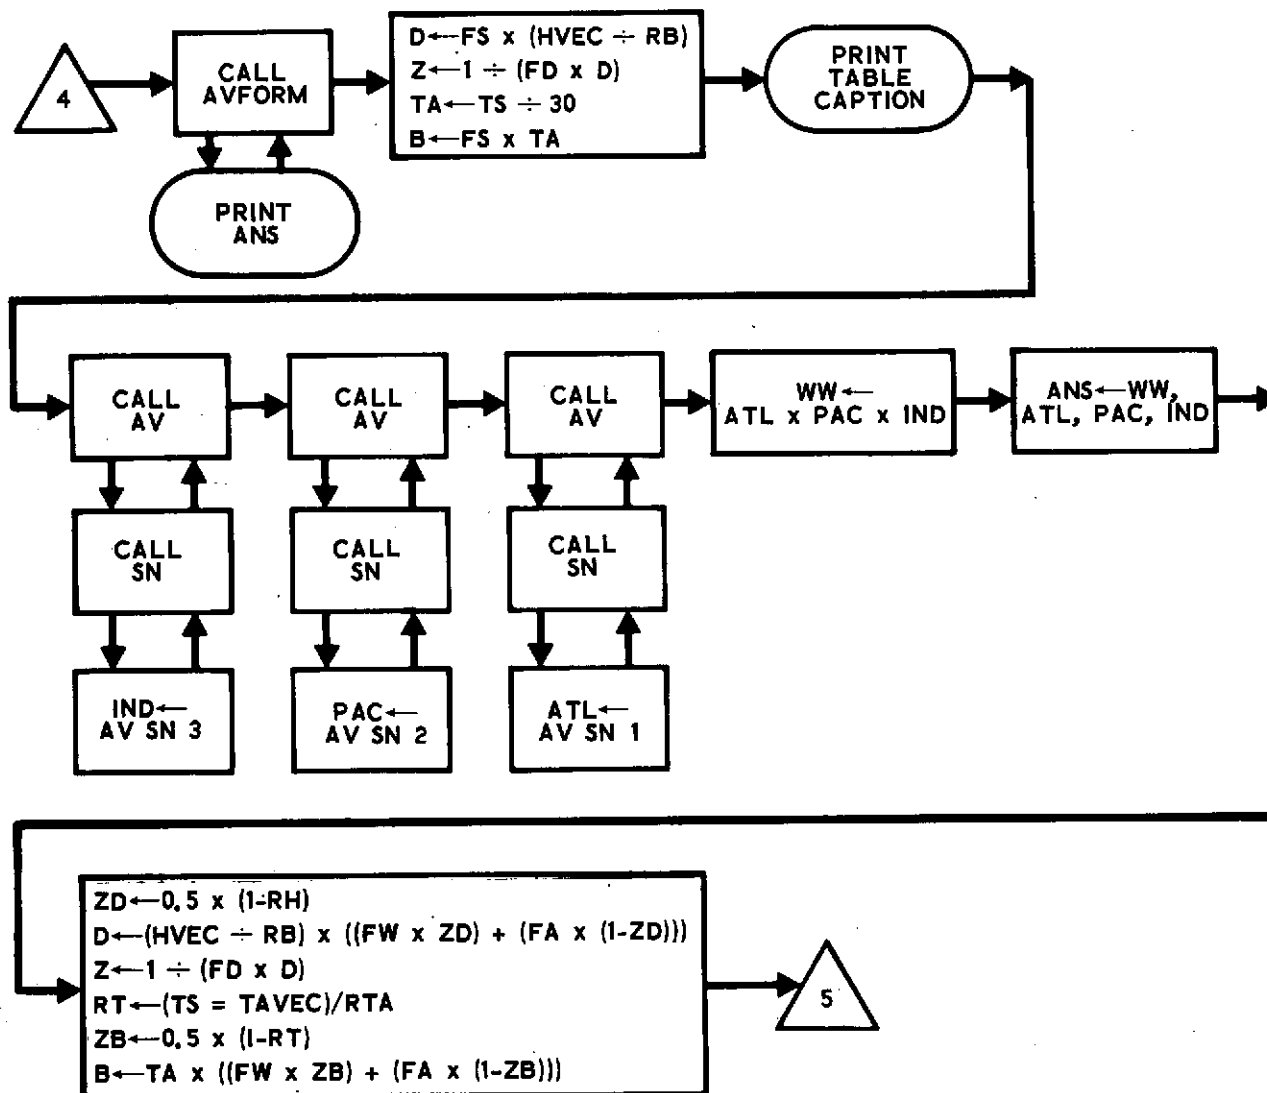 4
CALL
AVFORM
PRINT
ANS
D←FS x (HVEC ÷ RB)
Z←1 ÷ (FD x D)
TA←TS ÷ 30
B←FS x TA
PRINT
TABLE
CAPTION
CALL
AV
CALL
AV
CALL
AV
WW←
ATL x PAC x IND
ANS←WW,
ATL, PAC, IND
CALL
SN
CALL
SN
CALL
SN
IND←
AV SN 3
PAC←
AV SN 2
ATL←
AV SN 1
ZD←0.5 x (1-RH)
D←(HVEC ÷ RB) x ((FW x ZD) + (FA x (1-ZD)))
Z←1 ÷ (FD x D)
RT←(TS = TAVEC)/RTA
ZB←0.5 x (1-RT)
B←TA x ((FW x ZB) + (FA x (1-ZB)))
5